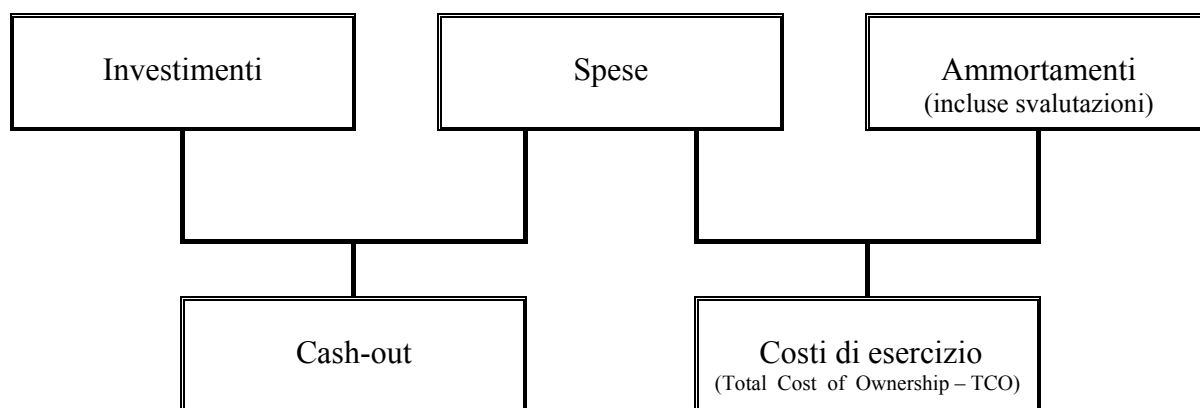 Investimenti
Spese
Ammortamenti
(incluse svalutazioni)
Cash-out
Costi di esercizio
(Total Cost of Ownership – TCO)